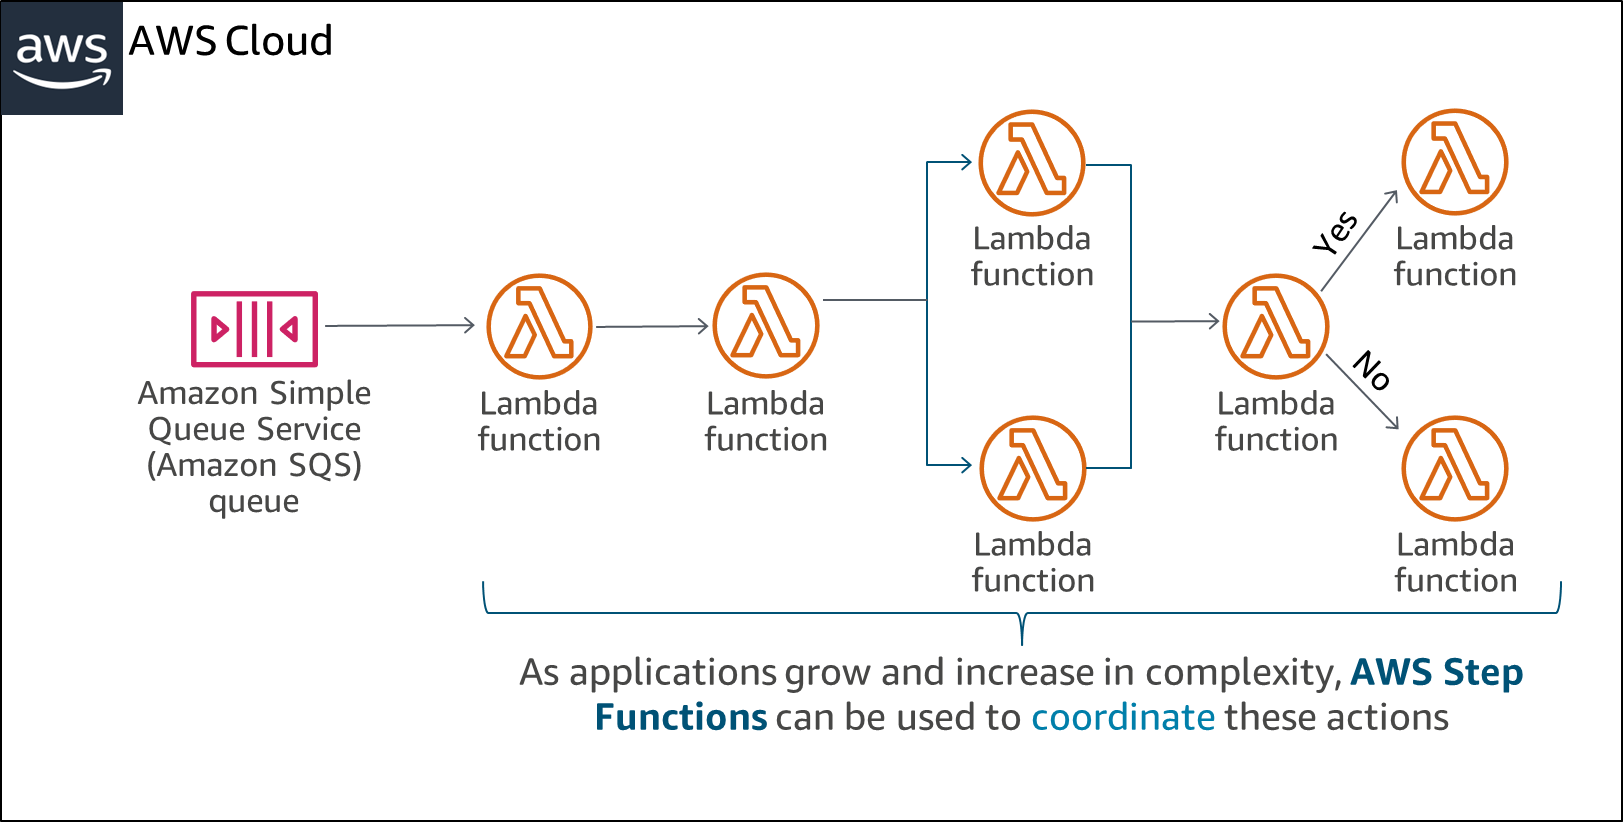 aws
AWS Cloud
Amazon Simple
Queue Service
(Amazon SQS)
queue
Lambda
function
Lambda
function
Lambda
function
Lambda
function
Lambda
function
Yes
No
Lambda
function
Lambda
function
As applications grow and increase in complexity, AWS Step
Functions can be used to coordinate these actions